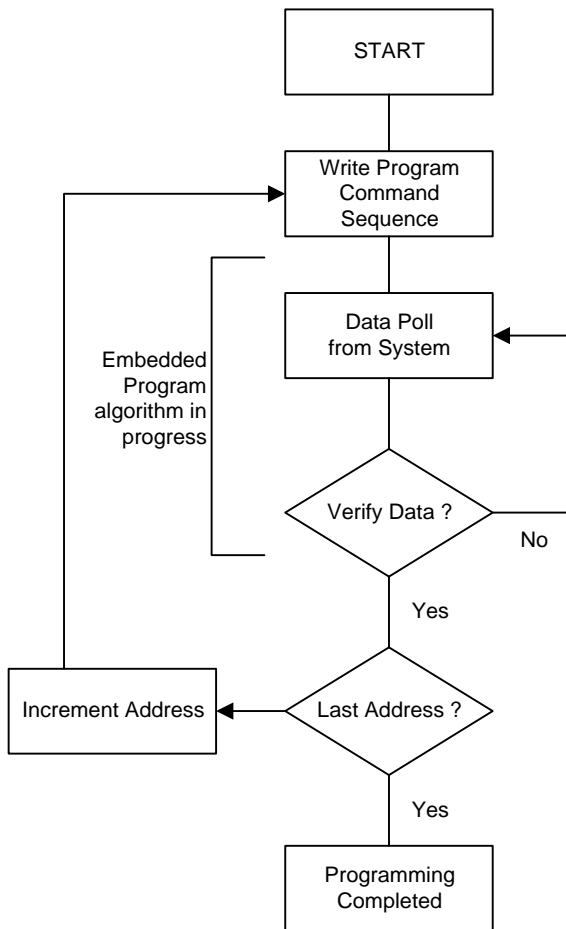 START
Write Program
Command
Sequence
Data Poll
from System
Embedded
Program
algorithm in
progress
Verify Data ?
No
Yes
Increment Address
Last Address ?
Yes
Programming
Completed